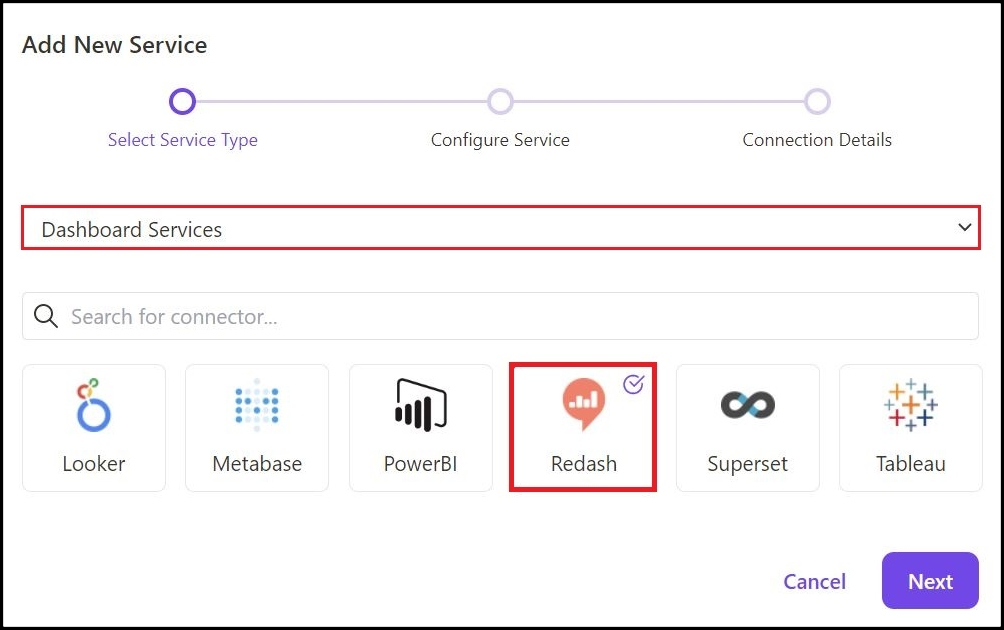 Add New Service
Select Service Type Configure Service Connection Details
Dashboard Services
Search for connector...
Looker Metabase PowerBI Redash Superset Tableau
Cancel Next